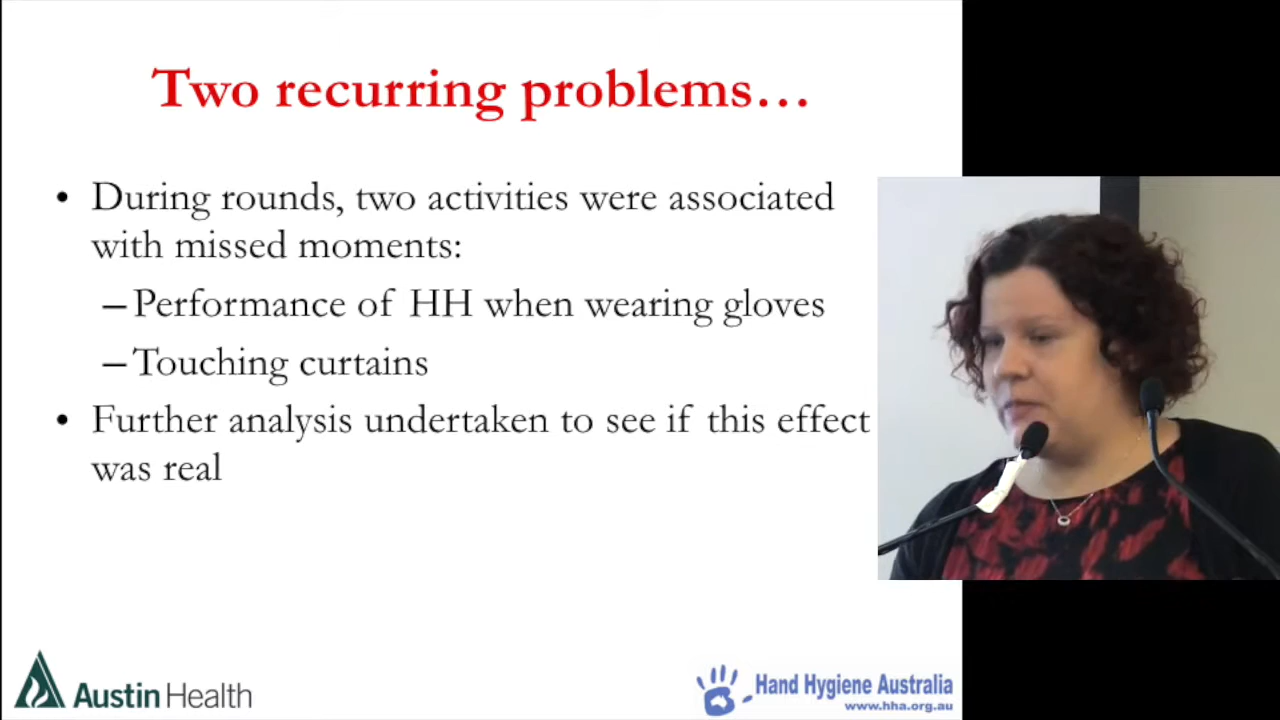 Two recurring problems…
• During rounds, two activities were associated
with missed moments:
– Performance of HH when wearing gloves
– Touching curtains
• Further analysis undertaken to see if this effect
was real
Austin Health
Hand Hygiene Australia
www.hha.org.au